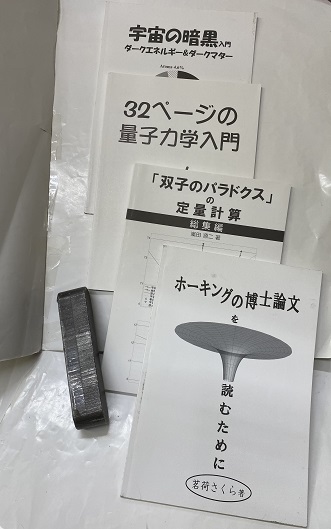 宇宙の暗黒入門
ダークエネルギー&ダークマター
Atoms 4.6%
32ページの
量子力学入門
「双子のパラドクス」
の
定量計算
総集編
ホーキングの博士論文
を
読むために
茗荷さくら 著